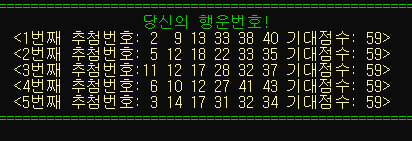 당신의 행운번호!
<1번째 추첨번호: 2 9 13 33 38 40 기대점수: 59>
<2번째 추첨번호: 5 12 18 22 33 35 기대점수: 59>
<3번째 추첨번호:11 12 17 28 32 37 기대점수: 59>
<4번째 추첨번호: 6 10 12 27 41 43 기대점수: 59>
<5번째 추첨번호: 3 14 17 31 32 34 기대점수: 59>